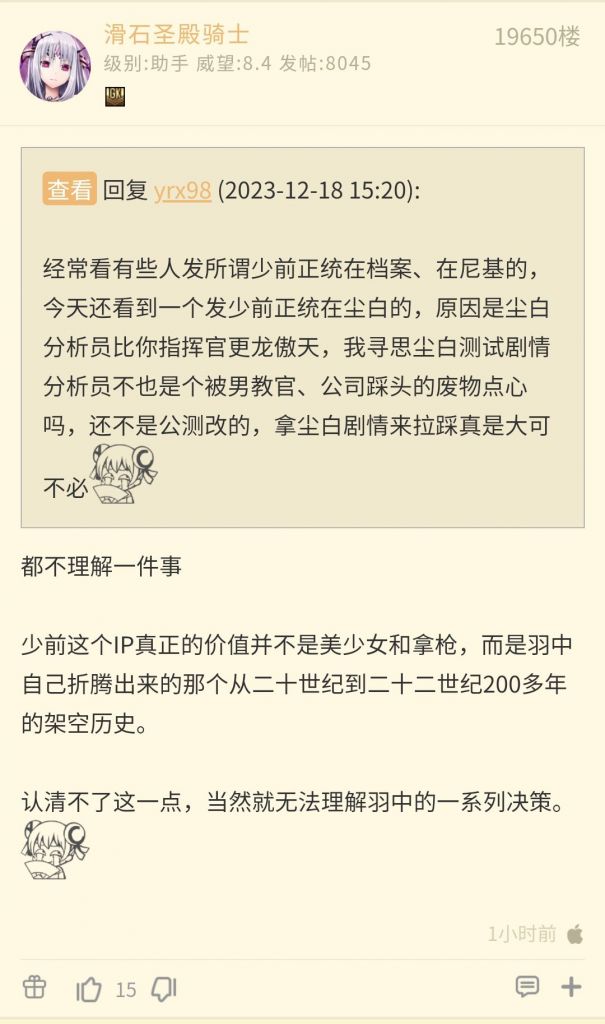 滑石圣殿骑士
19650楼
级别:助手 威望:8.4 发帖:8045
查看 回复 yrx98 (2023-12-18 15:20):
经常看有些人发所谓少前正统在档案、在尼基的，
今天还看到一个发少前正统在尘白的，原因是尘白
分析员比你指挥官更龙傲天，我寻思尘白测试剧情
分析员不也是个被男教官、公司踩头的废物点心
吗，还不是公测改的，拿尘白剧情来拉踩真是大可
不必
都不理解一件事
少前这个IP真正的价值并不是美少女和拿枪，而是羽中
自己折腾出来的那个从二十世纪到二十二世纪200多年
的架空历史。
认清不了这一点，当然就无法理解羽中的一系列决策。
1小时前
15